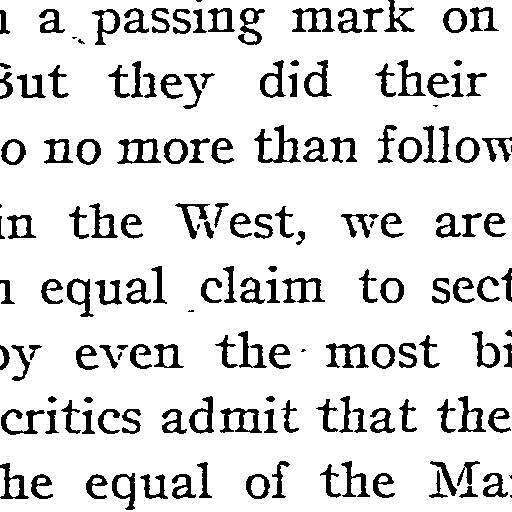 a passing mark on
But they did their
o no more than follow
in the West, we are
equal claim to sect
by even the most bi
critics admit that the
he equal of the Mar